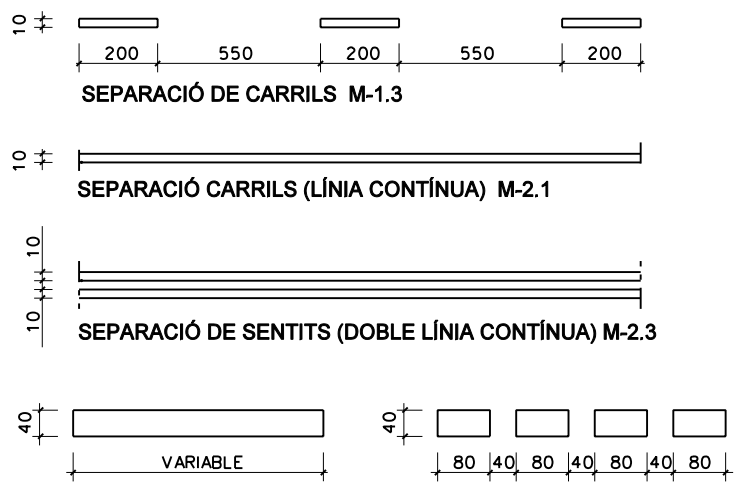 10
200 550 200 550 200
SEPARACIÓ DE CARRILS M-1.3
10
SEPARACIÓ CARRILS (LÍNIA CONTÍNUA) M-2.1
10
10
SEPARACIÓ DE SENTITS (DOBLE LÍNIA CONTÍNUA) M-2.3
40
VARIABLE
40
80 40 80 40 80 40 80